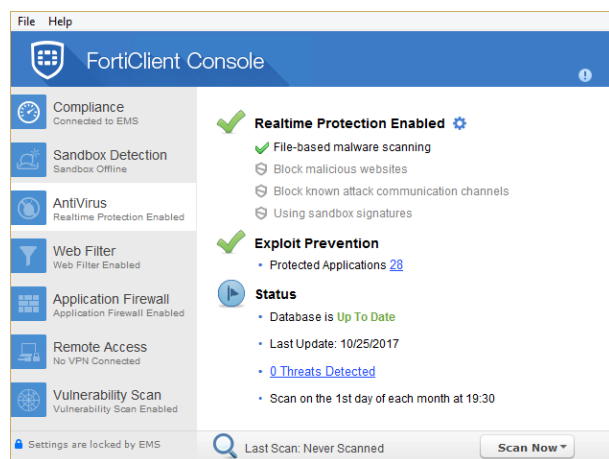 File Help
FortiClient Console
Compliance
Connected to EMS
Sandbox Detection
Sandbox Offline
AntiVirus
Realtime Protection Enabled
Web Filter
Web Filter Enabled
Application Firewall
Application Firewall Enabled
Remote Access
No VPN Connected
Vulnerability Scan
Vulnerability Scan Enabled
Settings are locked by EMS
Realtime Protection Enabled
File-based malware scanning
Block malicious websites
Block known attack communication channels
Using sandbox signatures
Exploit Prevention
• Protected Applications 28
Status
• Database is Up To Date
• Last Update: 10/25/2017
• 0 Threats Detected
• Scan on the 1st day of each month at 19:30
Last Scan: Never Scanned
Scan Now